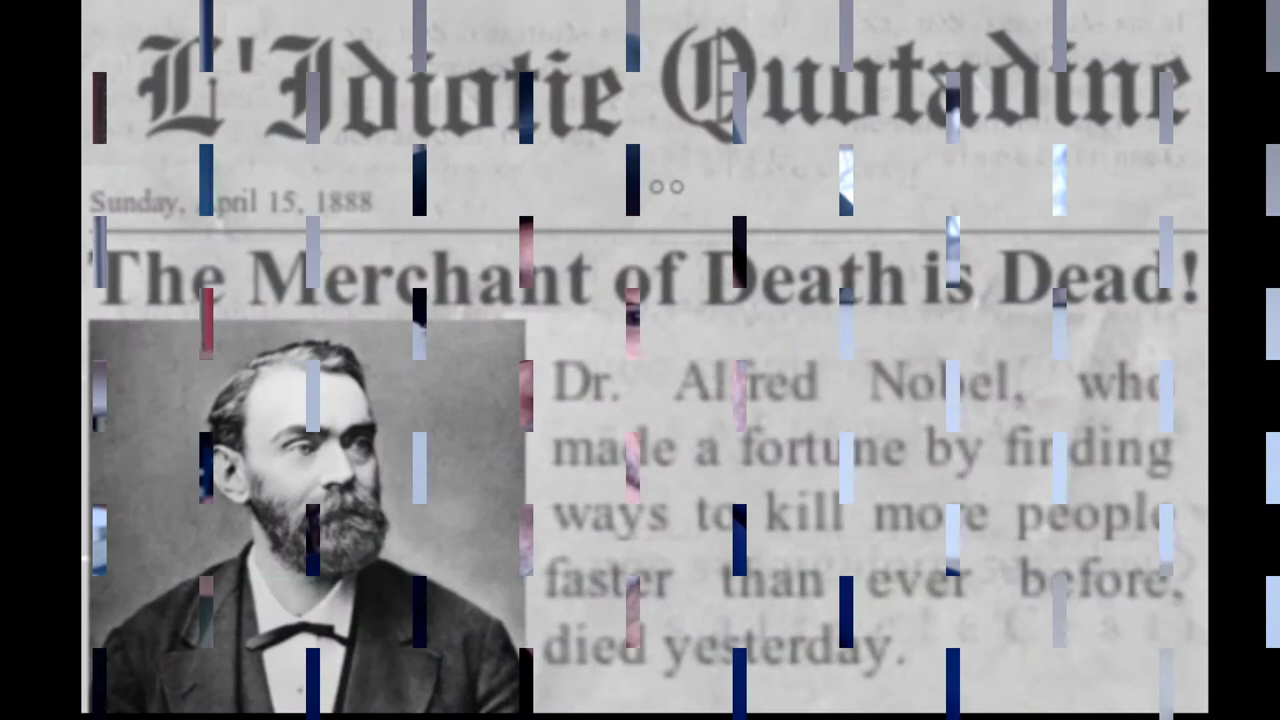 L'Idiotie Quotadine
Sunday, April 15, 1888
The Merchant of Death is Dead!
Dr. Alfred Nobel, who
made a fortune by finding
ways to kill more people
faster than ever before,
died yesterday.